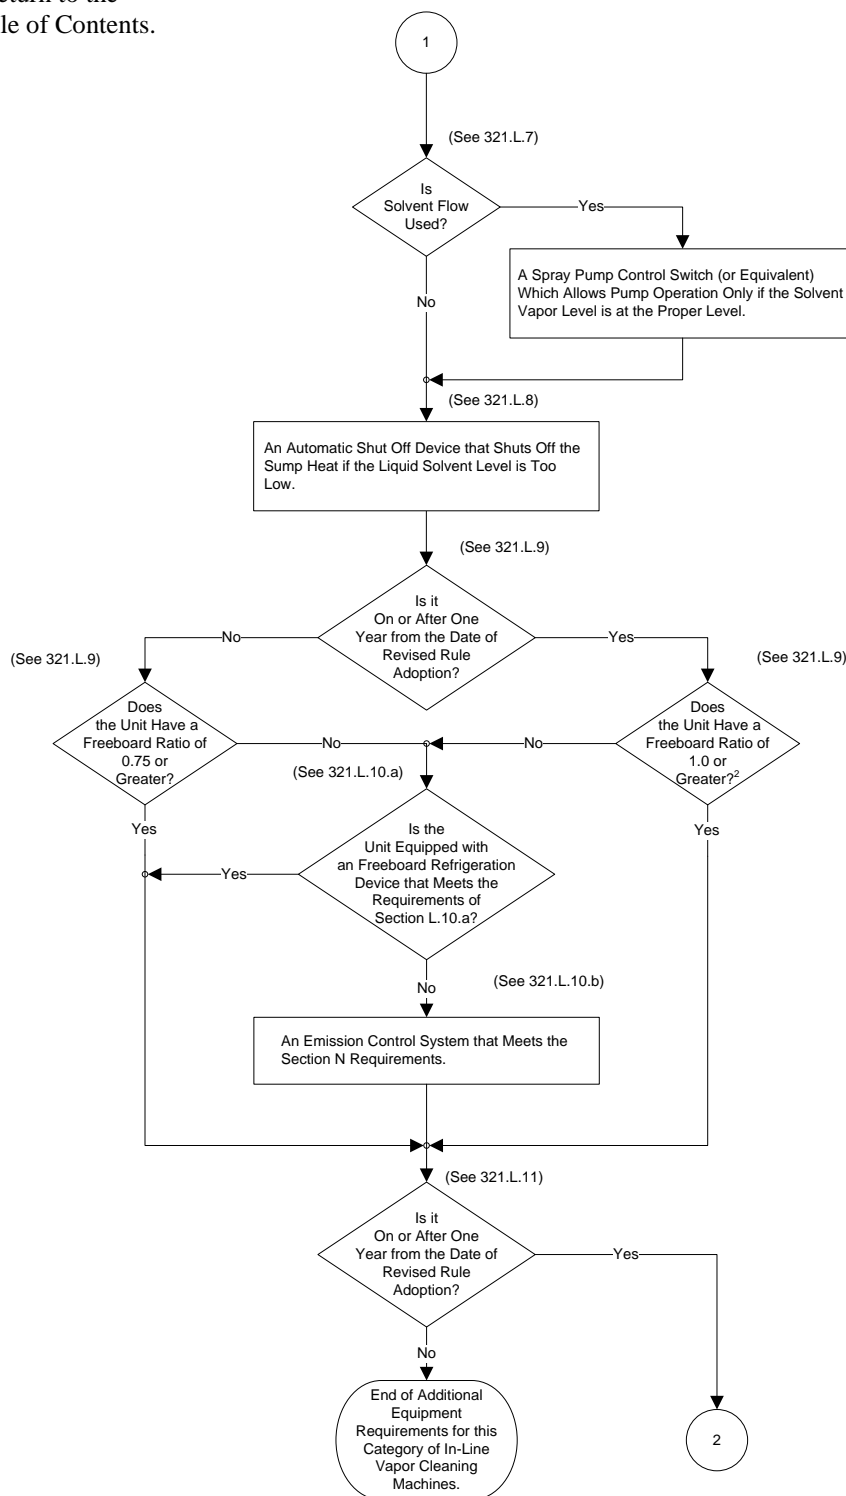 le of Contents.
1
(See 321.L.7)
Is
Solvent Flow
Used?
Yes
No
A Spray Pump Control Switch (or Equivalent)
Which Allows Pump Operation Only if the Solvent
Vapor Level is at the Proper Level.
(See 321.L.8)
An Automatic Shut Off Device that Shuts Off the
Sump Heat if the Liquid Solvent Level is Too
Low.
(See 321.L.9)
Is it
On or After One
Year from the Date of
Revised Rule
Adoption?
No
Yes
(See 321.L.9)
(See 321.L.9)
Does
the Unit Have a
Freeboard Ratio of
0.75 or
Greater?
No
Yes
Does
the Unit Have a
Freeboard Ratio of
1.0 or
Greater?²
No
Yes
(See 321.L.10.a)
Is the
Unit Equipped with
an Freeboard Refrigeration
Device that Meets the
Requirements of
Section L.10.a?
Yes
No
(See 321.L.10.b)
An Emission Control System that Meets the
Section N Requirements.
(See 321.L.11)
Is it
On or After One
Year from the Date of
Revised Rule
Adoption?
Yes
No
End of Additional
Equipment
Requirements for this
Category of In-Line
Vapor Cleaning
Machines.
2